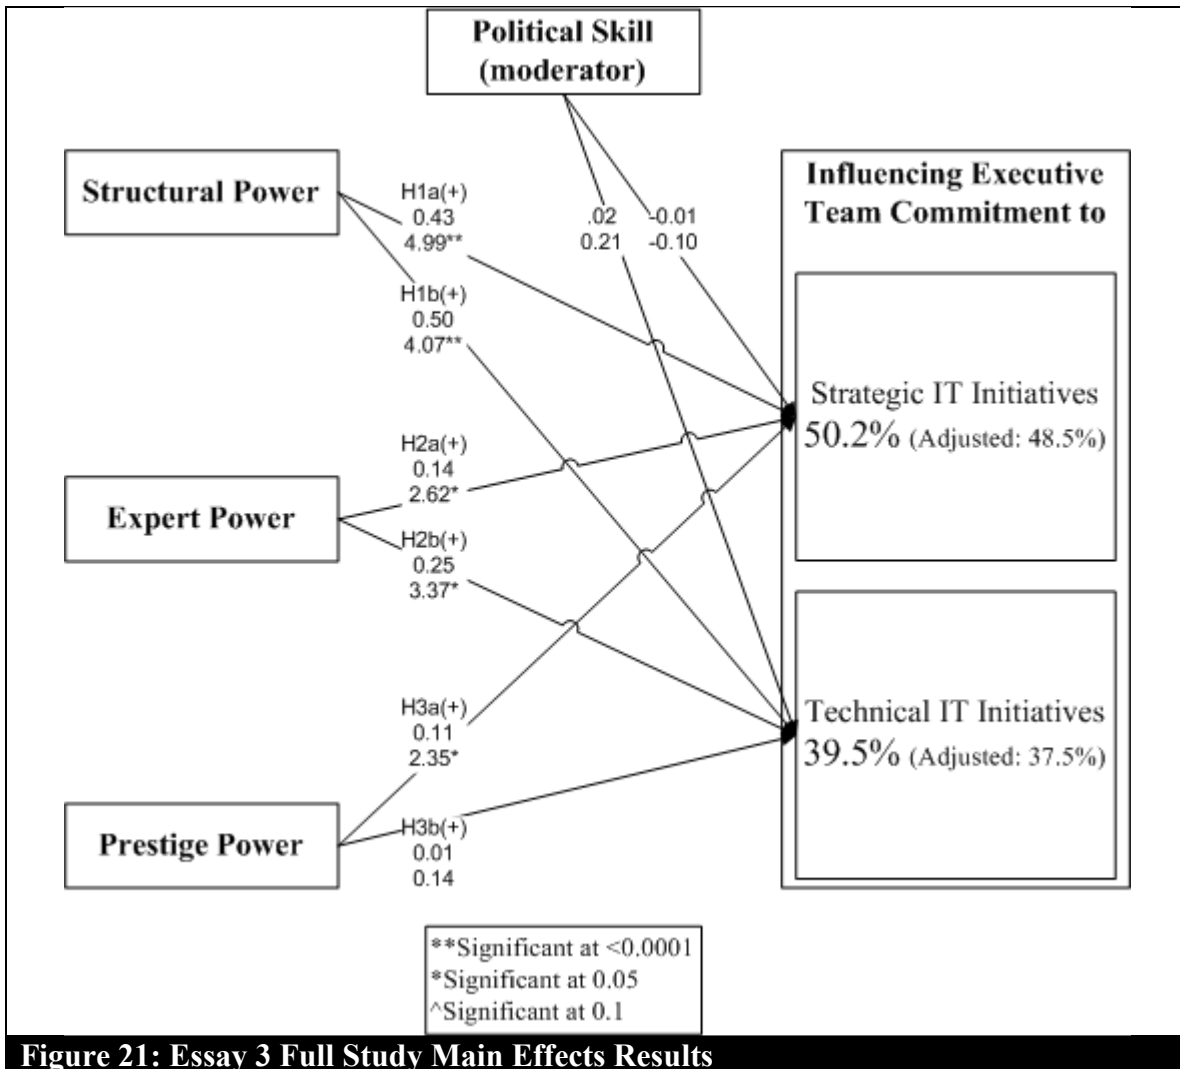 Political Skill
(moderator)
Structural Power
H1a(+)
0.43
4.99**
H1b(+)
0.50
4.07**
.02
0.21
-0.01
-0.10
Influencing Executive
Team Commitment to
Strategic IT Initiatives
50.2% (Adjusted: 48.5%)
Expert Power
H2a(+)
0.14
2.62*
H2b(+)
0.25
3.37*
Technical IT Initiatives
39.5% (Adjusted: 37.5%)
Prestige Power
H3a(+)
0.11
2.35*
H3b(+)
0.01
0.14
**Significant at <0.0001
*Significant at 0.05
^Significant at 0.1
Figure 21: Essay 3 Full Study Main Effects Results